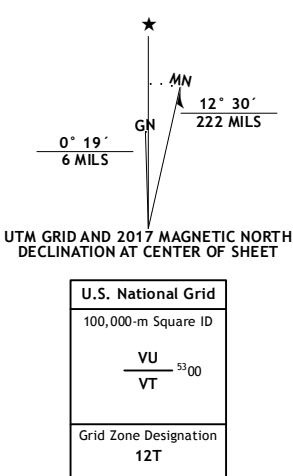 ★
MN
GN
12° 30´
222 MILS
0° 19´
6 MILS
UTM GRID AND 2017 MAGNETIC NORTH
DECLINATION AT CENTER OF SHEET
U.S. National Grid
100,000-m Square ID
VU
VT
5300
Grid Zone Designation
12T